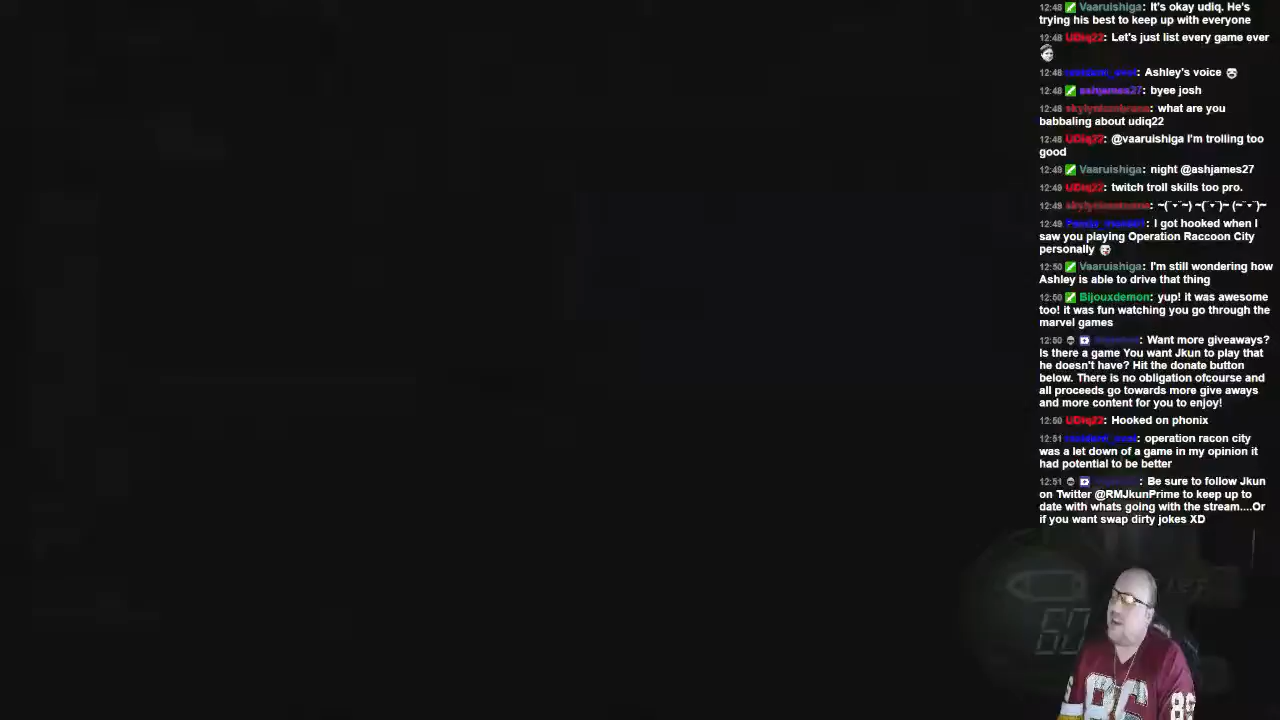 12:48 Vaaruishiga: It's okay udiq. He's
trying his best to keep up with everyone
12:48 UDiq22: Let's just list every game ever
12:48 : Ashley's voice
12:48 ashjames27: byee josh
12:48 : what are you
babbaling about udiq22
12:48 UDiq22: @vaaruishiga I'm trolling too
good
12:49 Vaaruishiga: night @ashjames27
12:49 UDiq22: twitch troll skills too pro.
12:49
12:49 : I got hooked when I
saw you playing Operation Raccoon City
personally
12:50 Vaaruishiga: I'm still wondering how
Ashley is able to drive that thing
12:50 Bijouxdemon: yup! it was awesome
too! it was fun watching you go through the
marvel games
12:50 : Want more giveaways?
Is there a game You want Jkun to play that
he doesn't have? Hit the donate button
below. There is no obligation ofcourse and
all proceeds go towards more give aways
and more content for you to enjoy!
12:50 UDiq22: Hooked on phonix
12:51 : operation racon city
was a let down of a game in my opinion it
had potential to be better
12:51 : Be sure to follow Jkun
on Twitter @RMJkunPrime to keep up to
date with whats going with the stream....Or
if you want swap dirty jokes XD
60
86